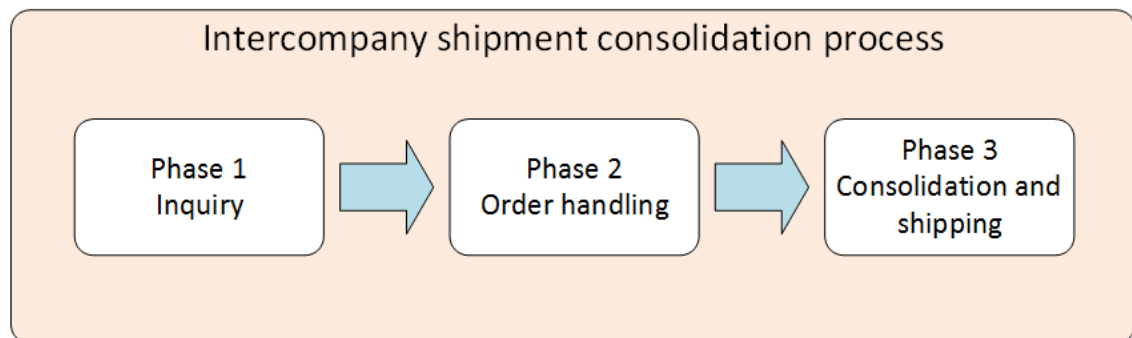 Intercompany shipment consolidation process
Phase 1
Inquiry
Phase 2
Order handling
Phase 3
Consolidation and
shipping